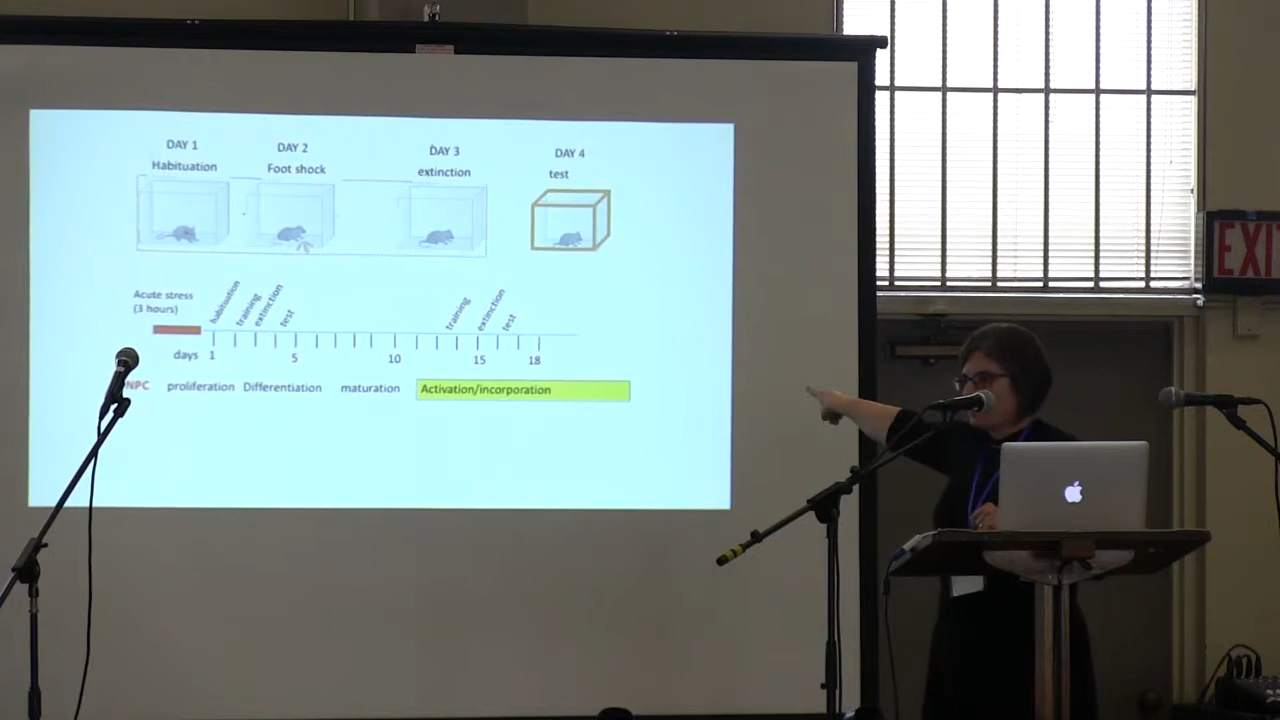 DAY 1
Habituation
DAY 2
Foot shock
DAY 3
extinction
DAY 4
test
Acute stress
(3 hours)
habituation
training
extinction
test
training
extinction
test
days 1 5 10 15 18
NPC proliferation Differentiation maturation Activation/incorporation
EXI